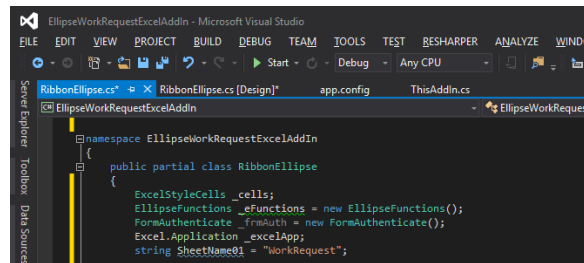 EllipseWorkRequestExcelAddIn - Microsoft Visual Studio
FILE EDIT VIEW PROJECT BUILD DEBUG TEAM TOOLS TEST RESHARPER ANALYZE WIND
Start Debug Any CPU
RibbonEllipse.cs* RibbonEllipse.cs [Design]* app.config ThisAddIn.cs
C# EllipseWorkRequestExcelAddIn EllipseWorkReques
Server Explorer
Toolbox
Data Sources
namespace EllipseWorkRequestExcelAddIn
{
public partial class RibbonEllipse
{
ExcelStyleCells _cells;
EllipseFunctions _eFunctions = new EllipseFunctions();
FormAuthenticate _frmAuth = new FormAuthenticate();
Excel.Application _excelApp;
string SheetName01 = "WorkRequest";